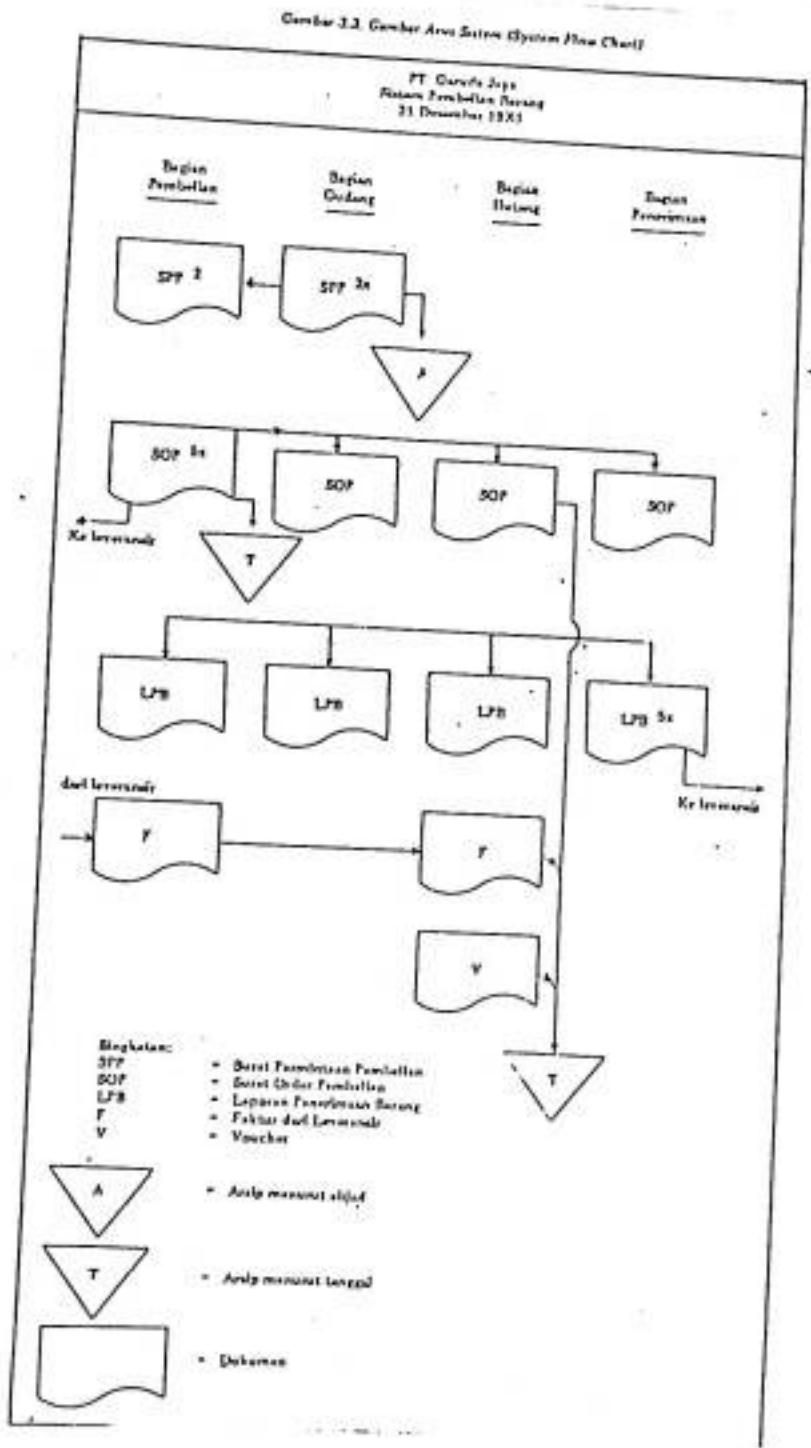 Gambar 3.3. Gambar Arus Sistem (System Flow Chart)
PT. Jaya
Sistem Pembelian Barang
31 Desember 19X1
Bagian Pembelian
Bagian Gudang
Bagian Hutang
Bagian Penerimaan
SPP 2
SPP 2x
A
SOP 5x
SOP
SOP
SOP
Ke leveransir
T
LPB
LPB
LPB
LPB 5x
dari leveransir
Ke leveransir
F
F
V
T
Singkatan:
SPP = Surat Permintaan Pembelian
SOP = Surat Order Pembelian
LPB = Laporan Penerimaan Barang
F = Faktur dari Leveransir
V = Voucher
A = Arsip menurut abjad
T = Arsip menurut tanggal
= Dokumen